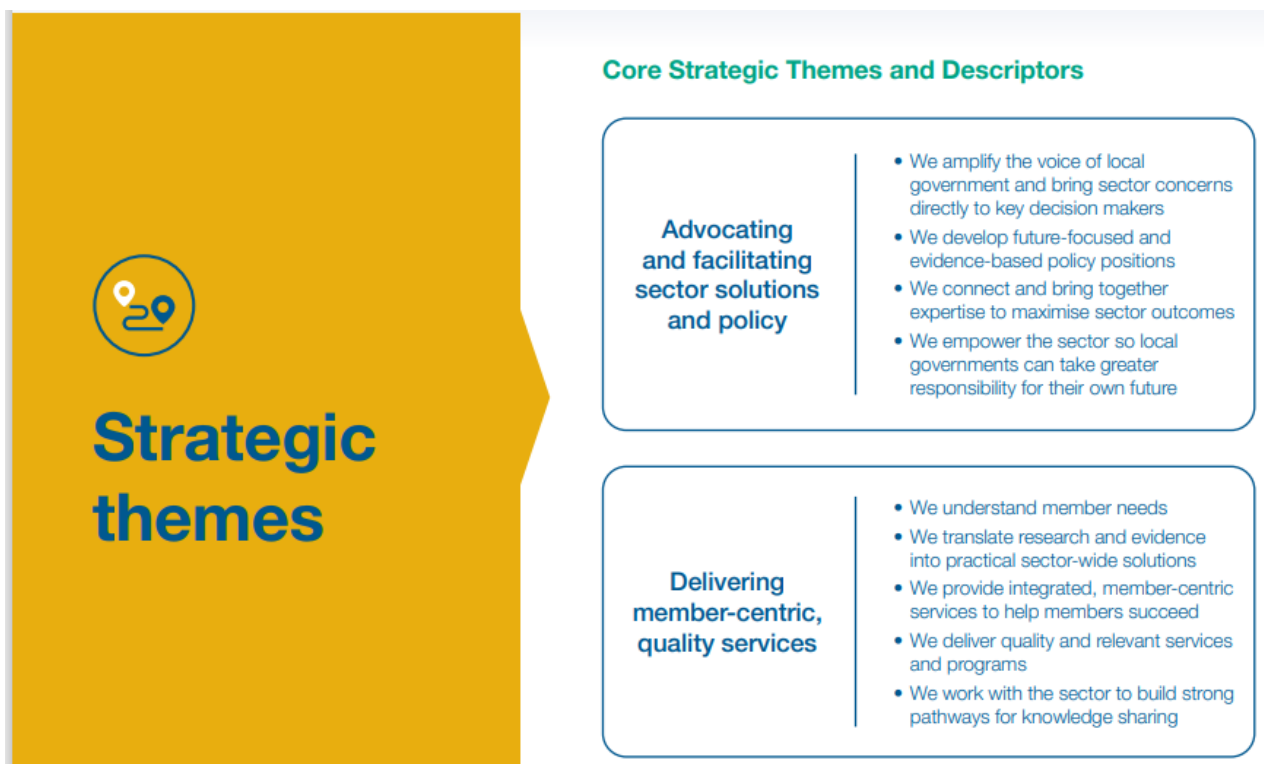 Strategic
themes
Core Strategic Themes and Descriptors
Advocating
and facilitating
sector solutions
and policy
• We amplify the voice of local
government and bring sector concerns
directly to key decision makers
• We develop future-focused and
evidence-based policy positions
• We connect and bring together
expertise to maximise sector outcomes
• We empower the sector so local
governments can take greater
responsibility for their own future
Delivering
member-centric,
quality services
• We understand member needs
• We translate research and evidence
into practical sector-wide solutions
• We provide integrated, member-centric
services to help members succeed
• We deliver quality and relevant services
and programs
• We work with the sector to build strong
pathways for knowledge sharing